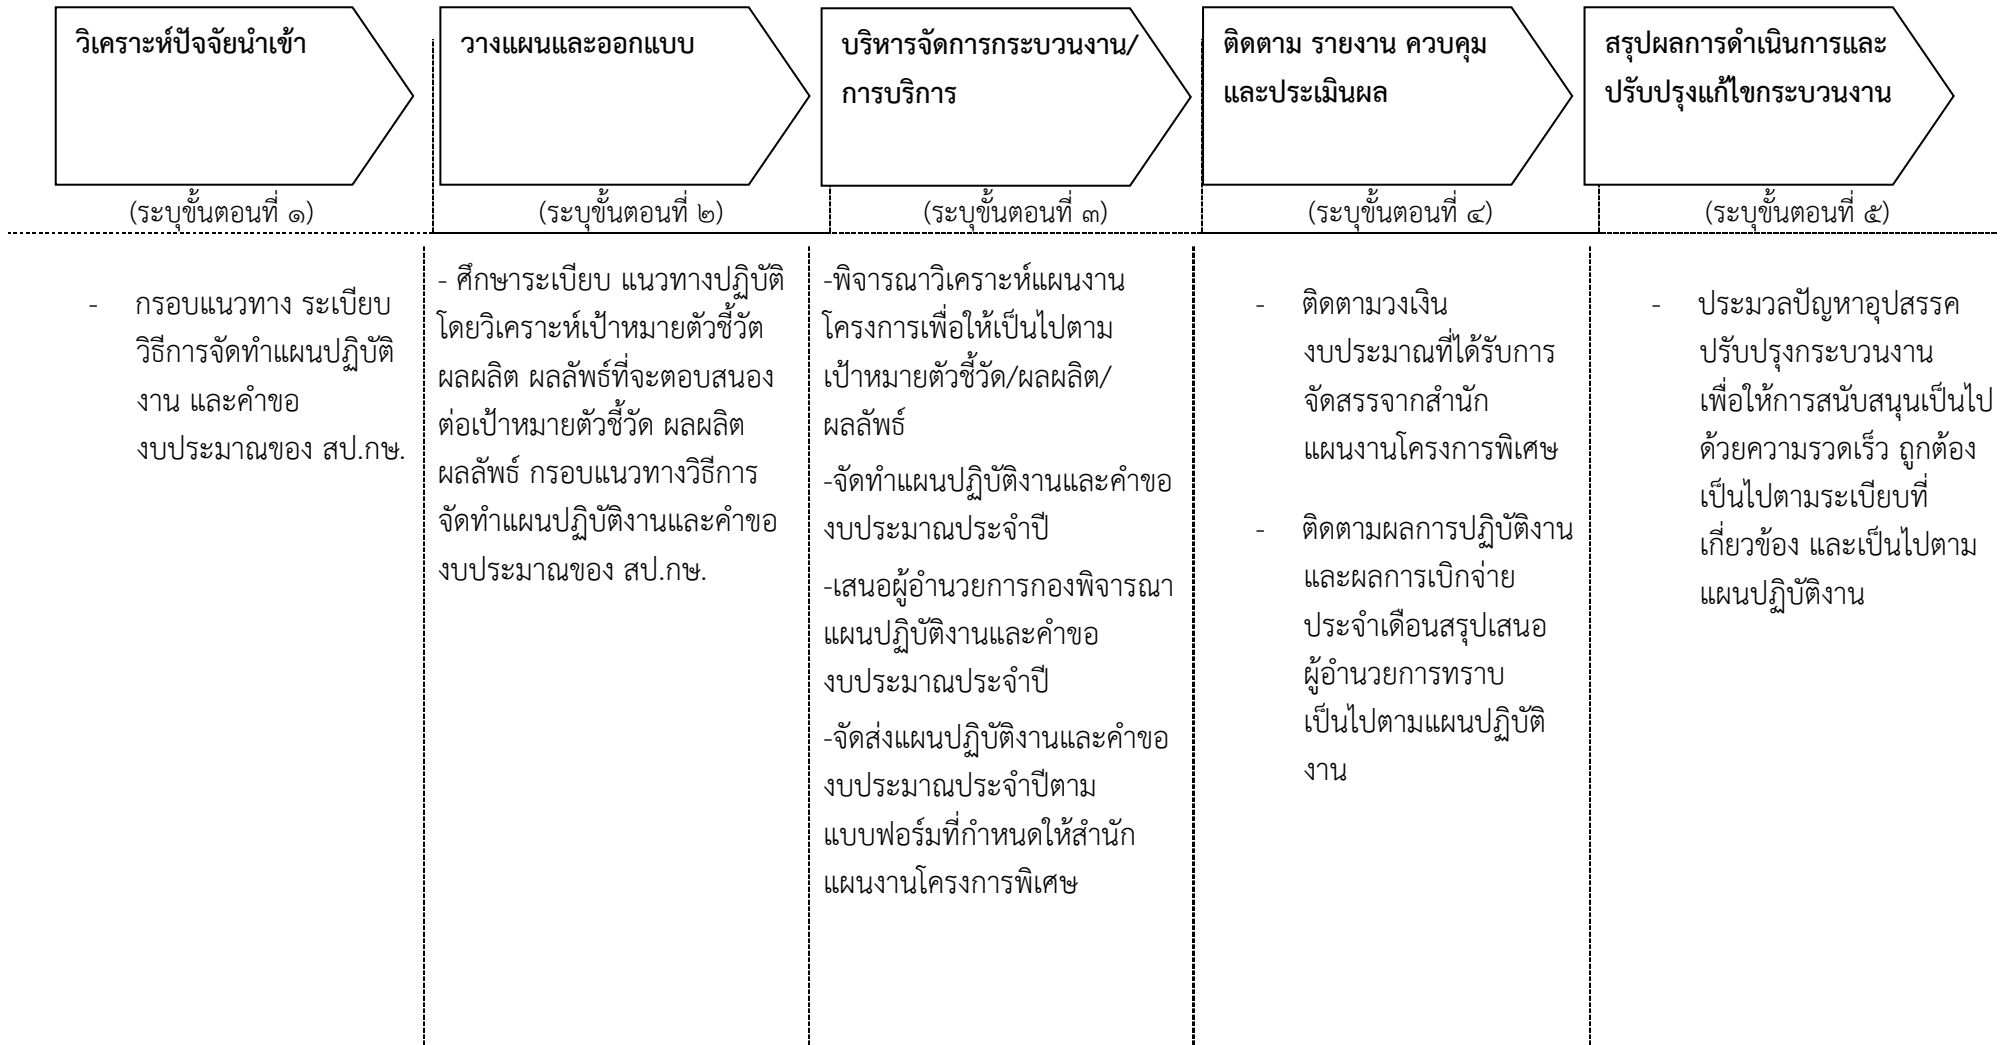 วิเคราะห์ปัจจัยนำเข้า
(ระบุขั้นตอนที่ ๑)
วางแผนและออกแบบ
(ระบุขั้นตอนที่ ๒)
บริหารจัดการกระบวนงาน/
การบริการ
(ระบุขั้นตอนที่ ๓)
ติดตาม รายงาน ควบคุม
และประเมินผล
(ระบุขั้นตอนที่ ๔)
สรุปผลการดำเนินการและ
ปรับปรุงแก้ไขกระบวนงาน
(ระบุขั้นตอนที่ ๕)
- กรอบแนวทาง ระเบียบ
วิธีการจัดทำแผนปฏิบัติ
งาน และคำขอ
งบประมาณของ สป.กษ.
- ศึกษาระเบียบ แนวทางปฏิบัติ
โดยวิเคราะห์เป้าหมายตัวชี้วัต
ผลผลิต ผลลัพธ์ที่จะตอบสนอง
ต่อเป้าหมายตัวชี้วัด ผลผลิต
ผลลัพธ์ กรอบแนวทางวิธีการ
จัดทำแผนปฏิบัติงานและคำขอ
งบประมาณของ สป.กษ.
-พิจารณาวิเคราะห์แผนงาน
โครงการเพื่อให้เป็นไปตาม
เป้าหมายตัวชี้วัด/ผลผลิต/
ผลลัพธ์
-จัดทำแผนปฏิบัติงานและคำขอ
งบประมาณประจำปี
-เสนอผู้อำนวยการกองพิจารณา
แผนปฏิบัติงานและคำขอ
งบประมาณประจำปี
-จัดส่งแผนปฏิบัติงานและคำขอ
งบประมาณประจำปีตาม
แบบฟอร์มที่กำหนดให้สำนัก
แผนงานโครงการพิเศษ
- ติดตามวงเงิน
งบประมาณที่ได้รับการ
จัดสรรจากสำนัก
แผนงานโครงการพิเศษ
- ติดตามผลการปฏิบัติงาน
และผลการเบิกจ่าย
ประจำเดือนสรุปเสนอ
ผู้อำนวยการทราบ
เป็นไปตามแผนปฏิบัติ
งาน
- ประมวลปัญหาอุปสรรค
ปรับปรุงกระบวนงาน
เพื่อให้การสนับสนุนเป็นไป
ด้วยความรวดเร็ว ถูกต้อง
เป็นไปตามระเบียบที่
เกี่ยวข้อง และเป็นไปตาม
แผนปฏิบัติงาน